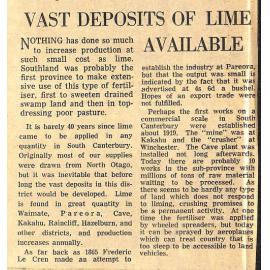 VAST DEPOSITS OF LIME
AVAILABLE
NOTHING has done so much
to increase production at
such small cost as lime.
Southland was probably the
first province to make exten-
sive use of this type of fertil-
iser, first to sweeten drained
swamp land and then in top-
dressing poor pasture.
It is barely 40 years since lime
came to be applied in any
quantity in South Canterbury.
Originally most of our supplies
were drawn from North Otago,
but it was inevitable that before
long the vast deposits in this dis-
trict would be developed. Lime
is found in great quantity in
Waimate, Pareora, Cave,
Kakahu, Raincliff, Hazelburn, and
other districts, and production
increases annually.
As far back as 1865 Frederic
Le Cren made an attempt to
establish the industry at Pareora,
but that the output was small is
indicated by the fact that it was
advertised at 4s 6d a bushel.
Hopes of an export trade were
not fulfilled.
Perhaps the first works on a
commercial scale in South
Canterbury were established
about 1919. The "mine" was at
Kakahu and the "crusher" at
Winchester. The Cave plant was
installed not long afterwards.
Today there are probably 10
works in the sub-province with
millions of tons of raw material
waiting to be processed. As
there seems to be hardly any type
of land which does not respond
to liming, crushing promises to
be a permanent activity. At one
time the fertiliser was applied
by wheeled spreaders, but today
it can be spread by aeroplanes
which can treat country that is
too steep to be accessible to land
vehicles.